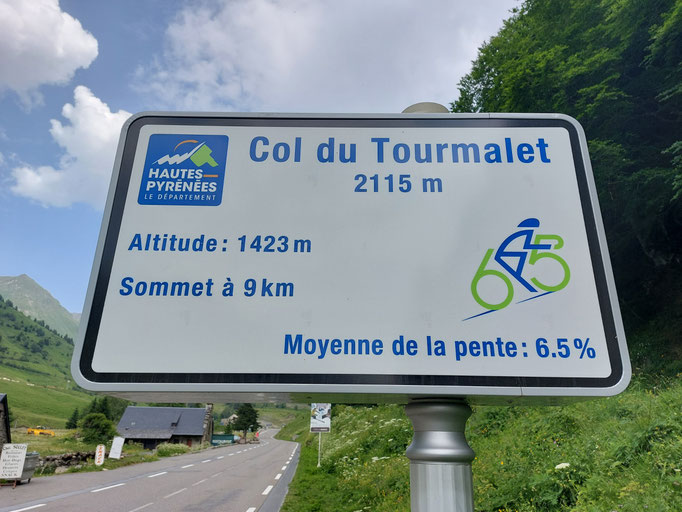 HAUTES-
PYRÉNÉES
LE DÉPARTEMENT
Col du Tourmalet
2115 m
Altitude : 1423 m
Sommet à 9 km
65
Moyenne de la pente : 6.5 %